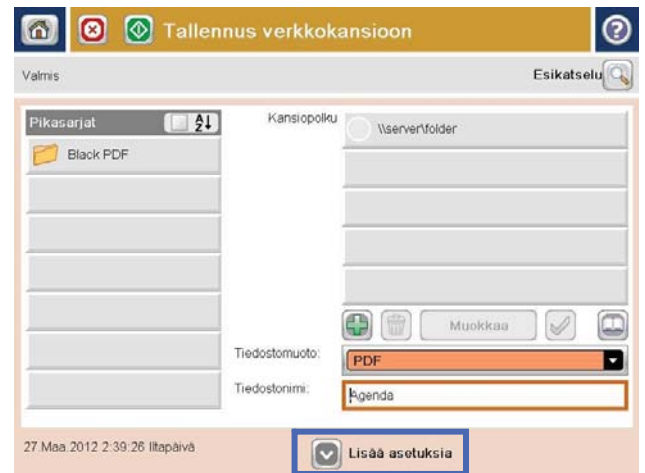 Tallennus verkkokansioon
Valmis
Esikatselu
Pikasarjat
Kansiopolku
\\server\folder
Black PDF
Muokkaa
Tiedostomuoto:
PDF
Tiedostonimi:
Agenda
27.Maa.2012 2:39:26 Iltapäivä
Lisää asetuksia